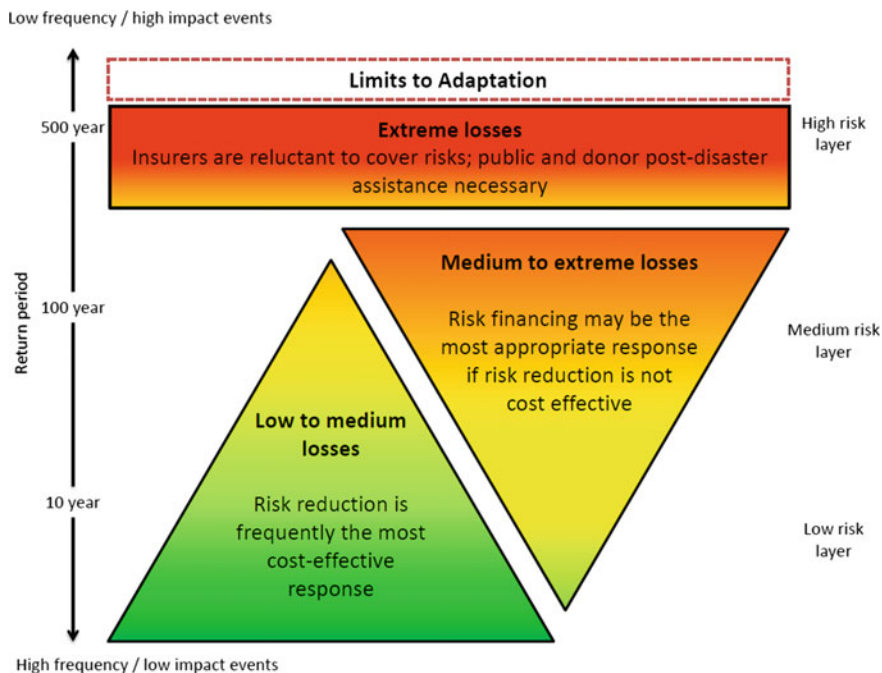 Low frequency / high impact events
Limits to Adaptation
500 year
Extreme losses
Insurers are reluctant to cover risks; public and donor post-disaster
assistance necessary
High risk
layer
Medium to extreme losses
Risk financing may be the
most appropriate response
if risk reduction is not
cost effective
100 year
Medium risk
layer
Return period
Low to medium
losses
Risk reduction is
frequently the most
cost-effective
response
10 year
Low risk
layer
High frequency / low impact events